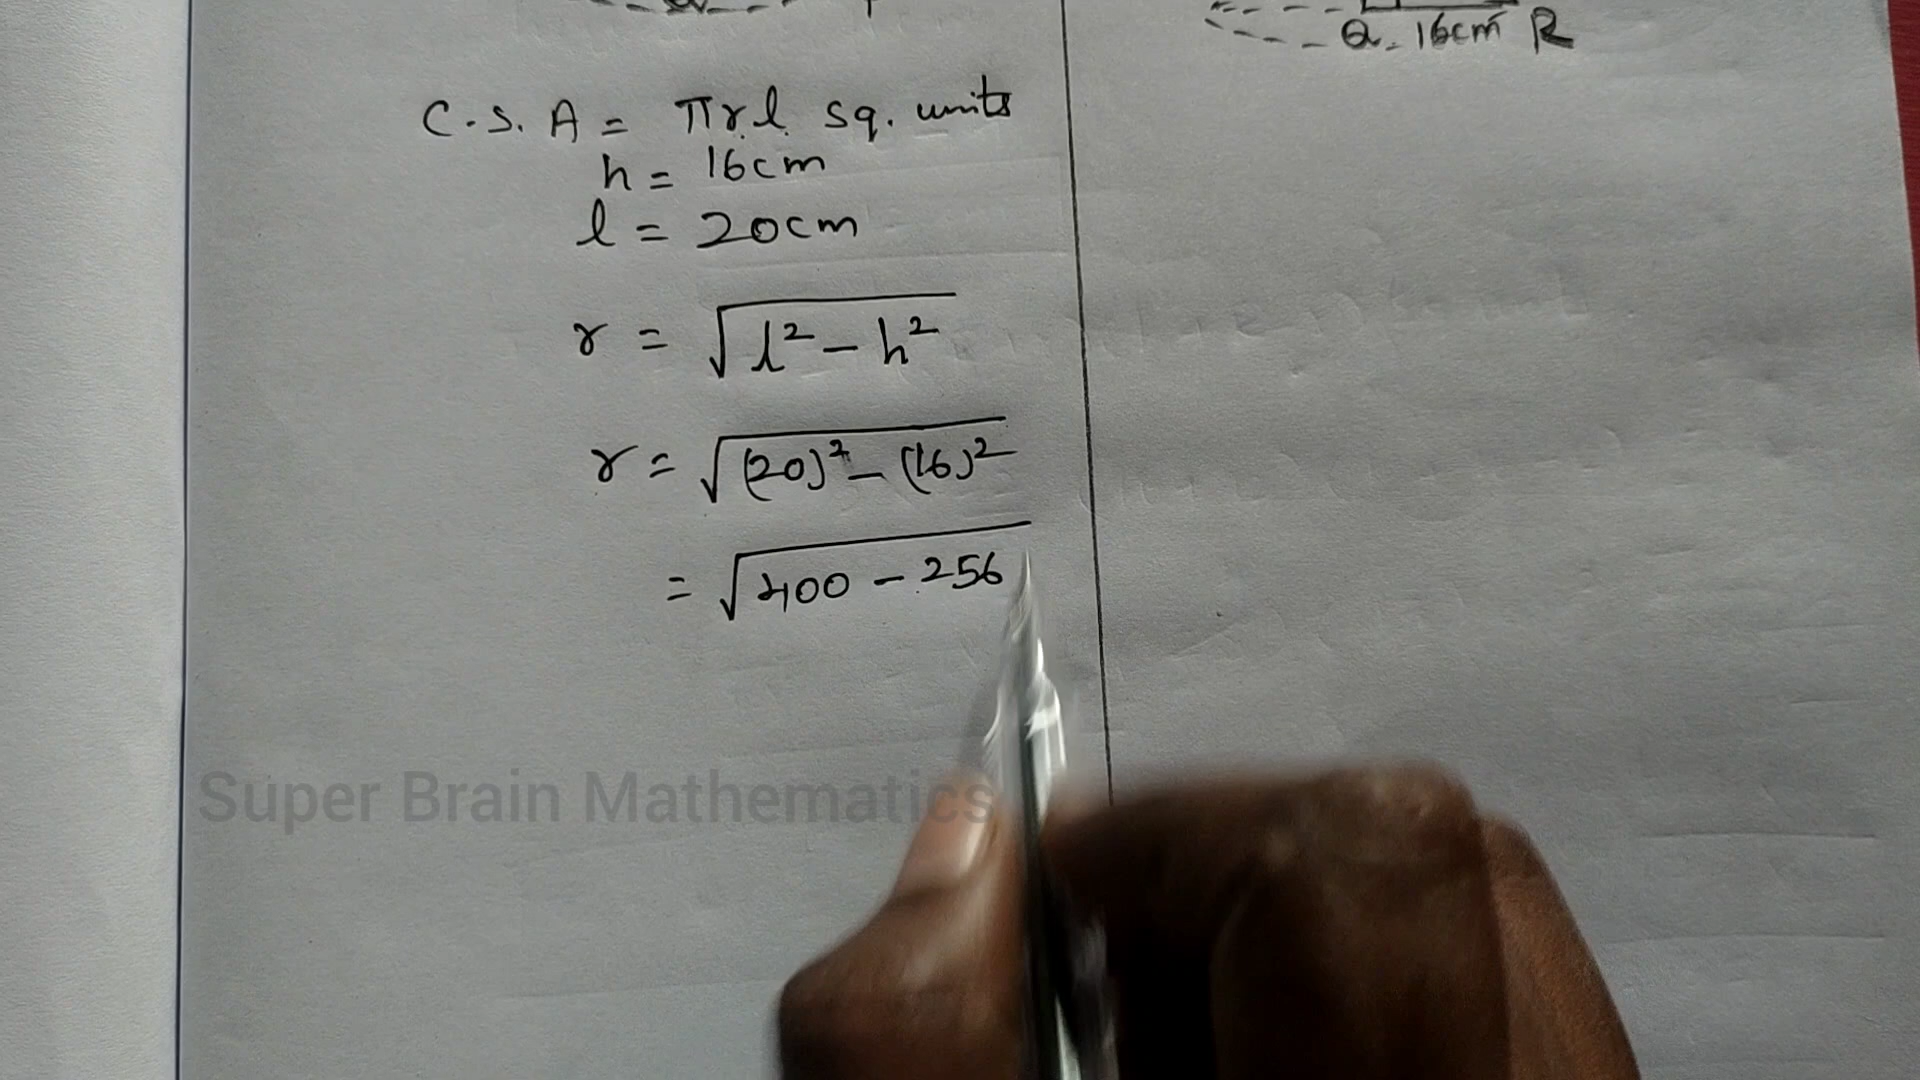 Q. 16cm R
C.S.A = πrl sq. units
h = 16cm
l = 20cm
r = √l² – h²
r = √(20)² – (16)²
= √400 – 256
Super Brain Mathematics